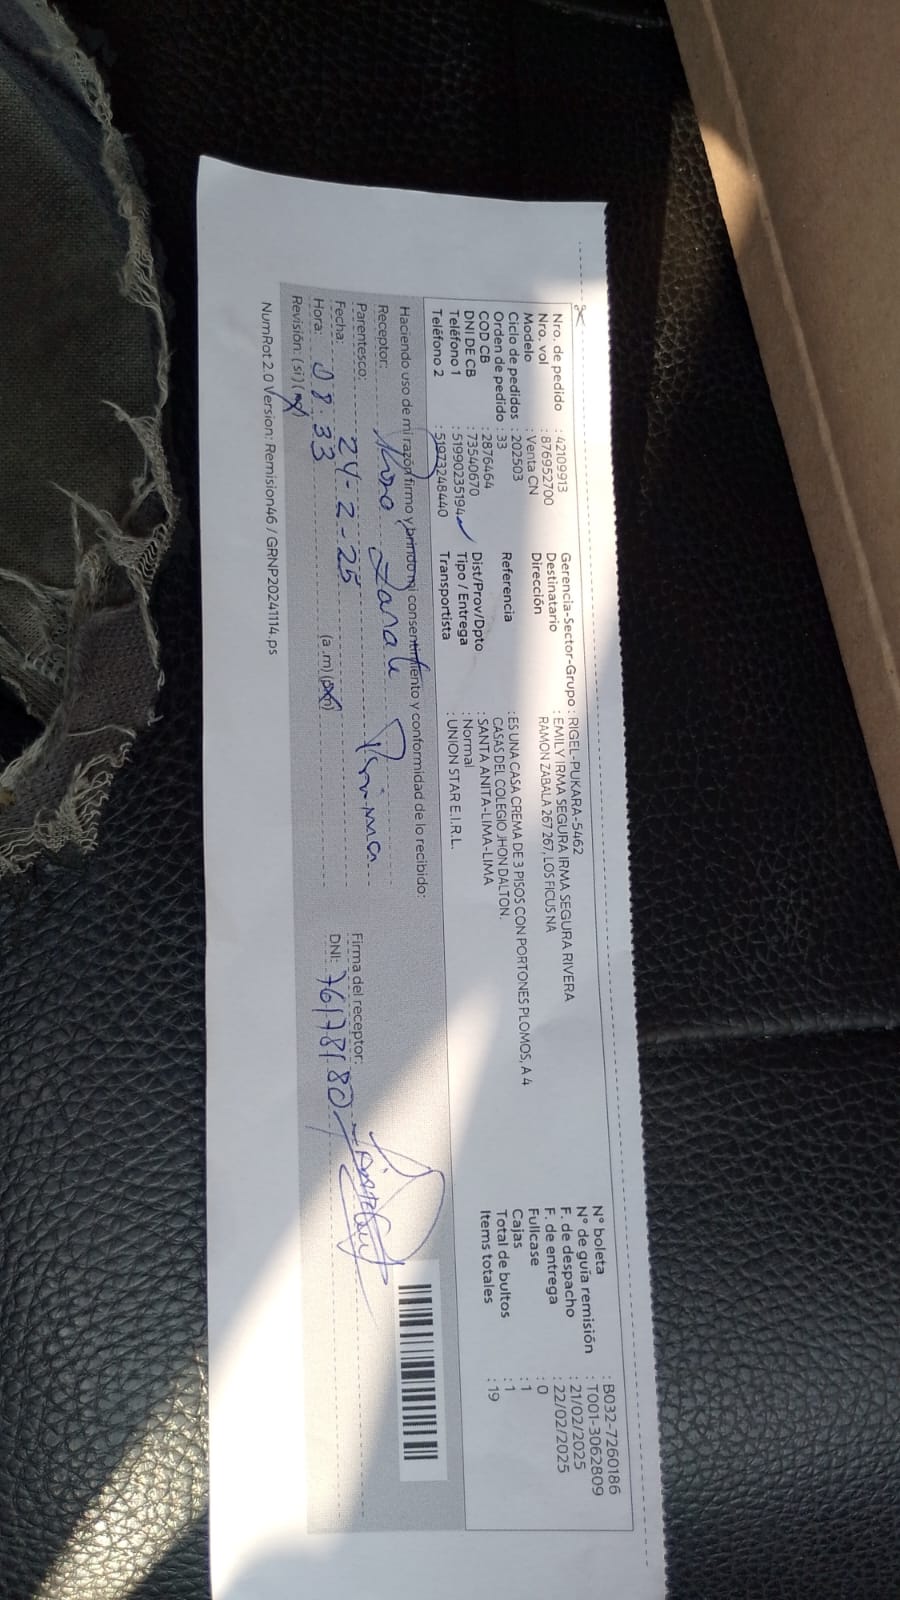 Nro. de pedido : 42109913
Nro. vol : 876952700
Modelo : Venta CN
Ciclo de pedidos : 202503
Orden de pedido : 33
COD CB : 2876464
DNI DE CB : 73540670
Teléfono 1 : 51990235194
Teléfono 2 : 51973248440
Gerencia-Sector-Grupo : RIGEL-PUKARA-5462
Destinatario : EMILY IRMA SEGURA IRMA SEGURA RIVERA
Dirección RAMON ZABALA 267 267, LOS FICUS NA
Referencia : ES UNA CASA CREMA DE 3 PISOS CON PORTONES PLOMOS, A 4
CASAS DEL COLEGIO JHON DALTON.
Dist/Prov/Dpto : SANTA ANITA-LIMA-LIMA
Tipo / Entrega : Normal
Transportista : UNION STAR E.I.R.L.
N° boleta : B032-7260186
N° de guía remisión : T001-3062809
F. de despacho : 21/02/2025
F. de entrega : 22/02/2025
Fullcase : 0
Cajas : 1
Total de bultos : 1
Items totales : 19
Haciendo uso de mi razón firmo y brindo mi consentimiento y conformidad de lo recibido:
Receptor: Zarate
Parentesco: Prima
Fecha: 24-2-25
Hora: 08:33 (a.m) (pm)
Revisión: (si) (no)
Firma del receptor:
DNI: 76178180
NumRot 2.0 Version: Remision46 / GRNP20241114.ps